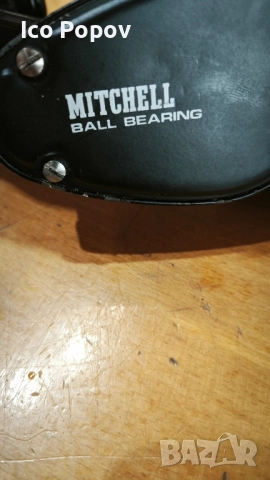 Ico Popov
MITCHELL
BALL BEARING
BAZAR